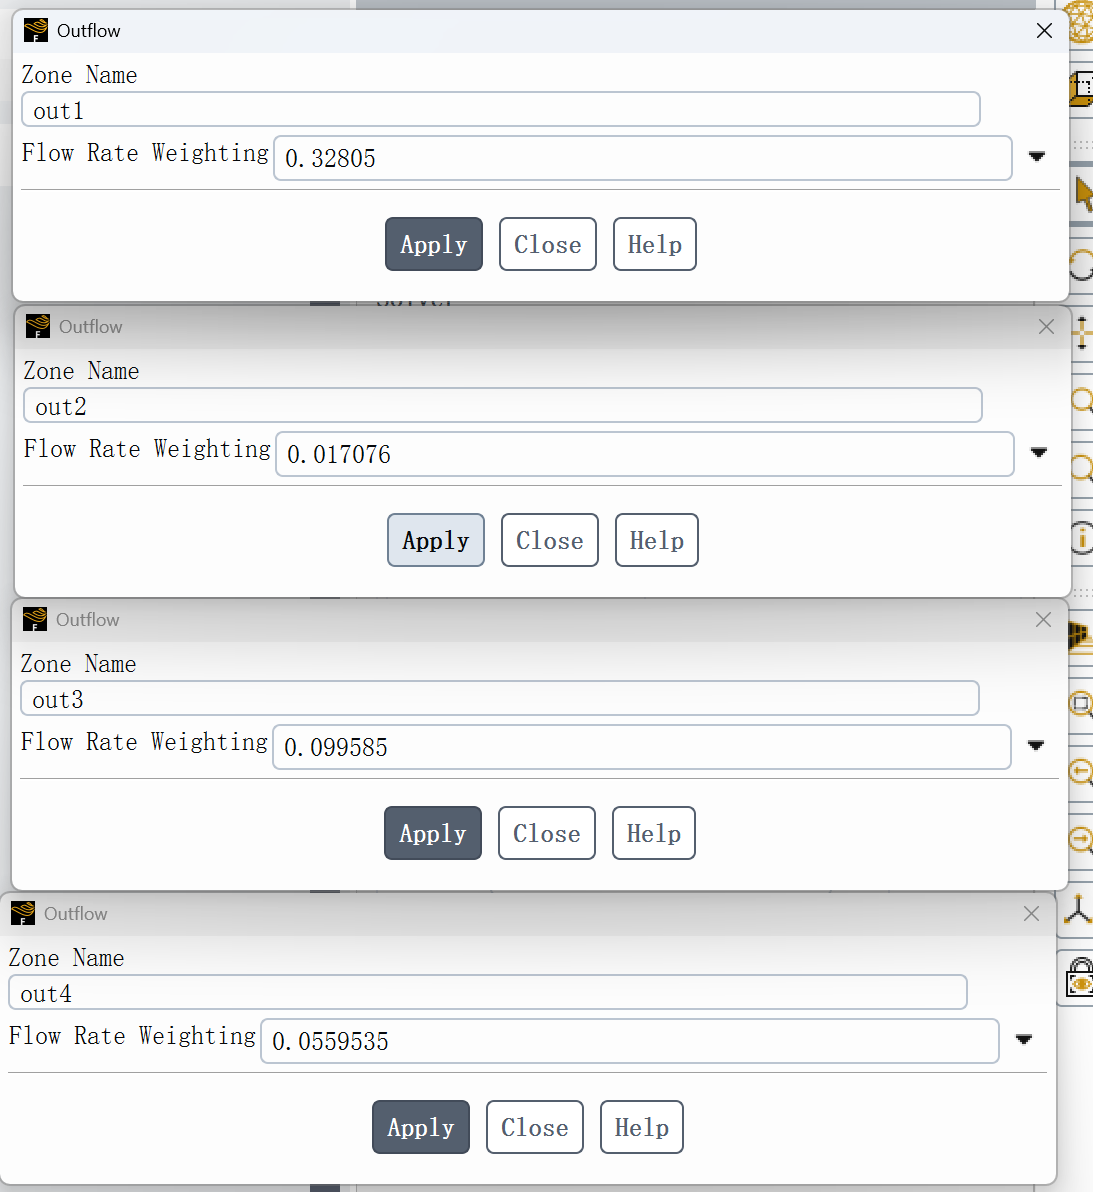 Outflow
Zone Name
out1
Flow Rate Weighting 0.32805
Apply Close Help
Outflow
Zone Name
out2
Flow Rate Weighting 0.017076
Apply Close Help
Outflow
Zone Name
out3
Flow Rate Weighting 0.099585
Apply Close Help
Outflow
Zone Name
out4
Flow Rate Weighting 0.0559535
Apply Close Help